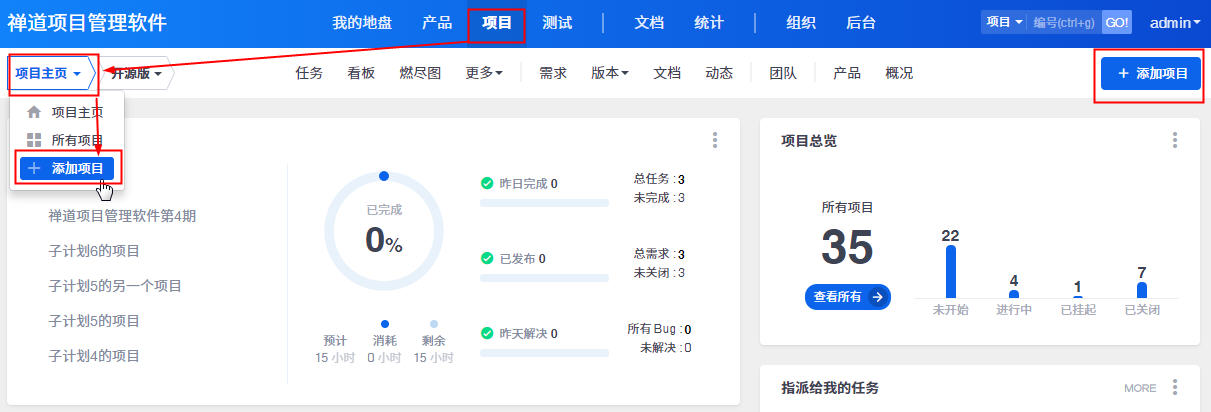 禅道项目管理软件 我的地盘 产品 项目 测试 文档 统计 组织 后台 项目 编号(ctrl+g) GO! admin
项目主页 开源版 任务 看板 燃尽图 更多 需求 版本 文档 动态 团队 产品 概况 + 添加项目
项目主页
所有项目
+ 添加项目
禅道项目管理软件第4期
子计划6的项目
子计划5的另一个项目
子计划5的项目
子计划4的项目
已完成
0%
预计 消耗 剩余
15 小时 0 小时 15 小时
昨日完成 0
总任务 : 3
未完成 : 3
已发布 0
总需求 : 3
未关闭 : 3
昨天解决 0
所有 Bug : 0
未解决 : 0
项目总览
所有项目
35
查看所有
22 4 1 7
未开始 进行中 已挂起 已关闭
指派给我的任务 MORE